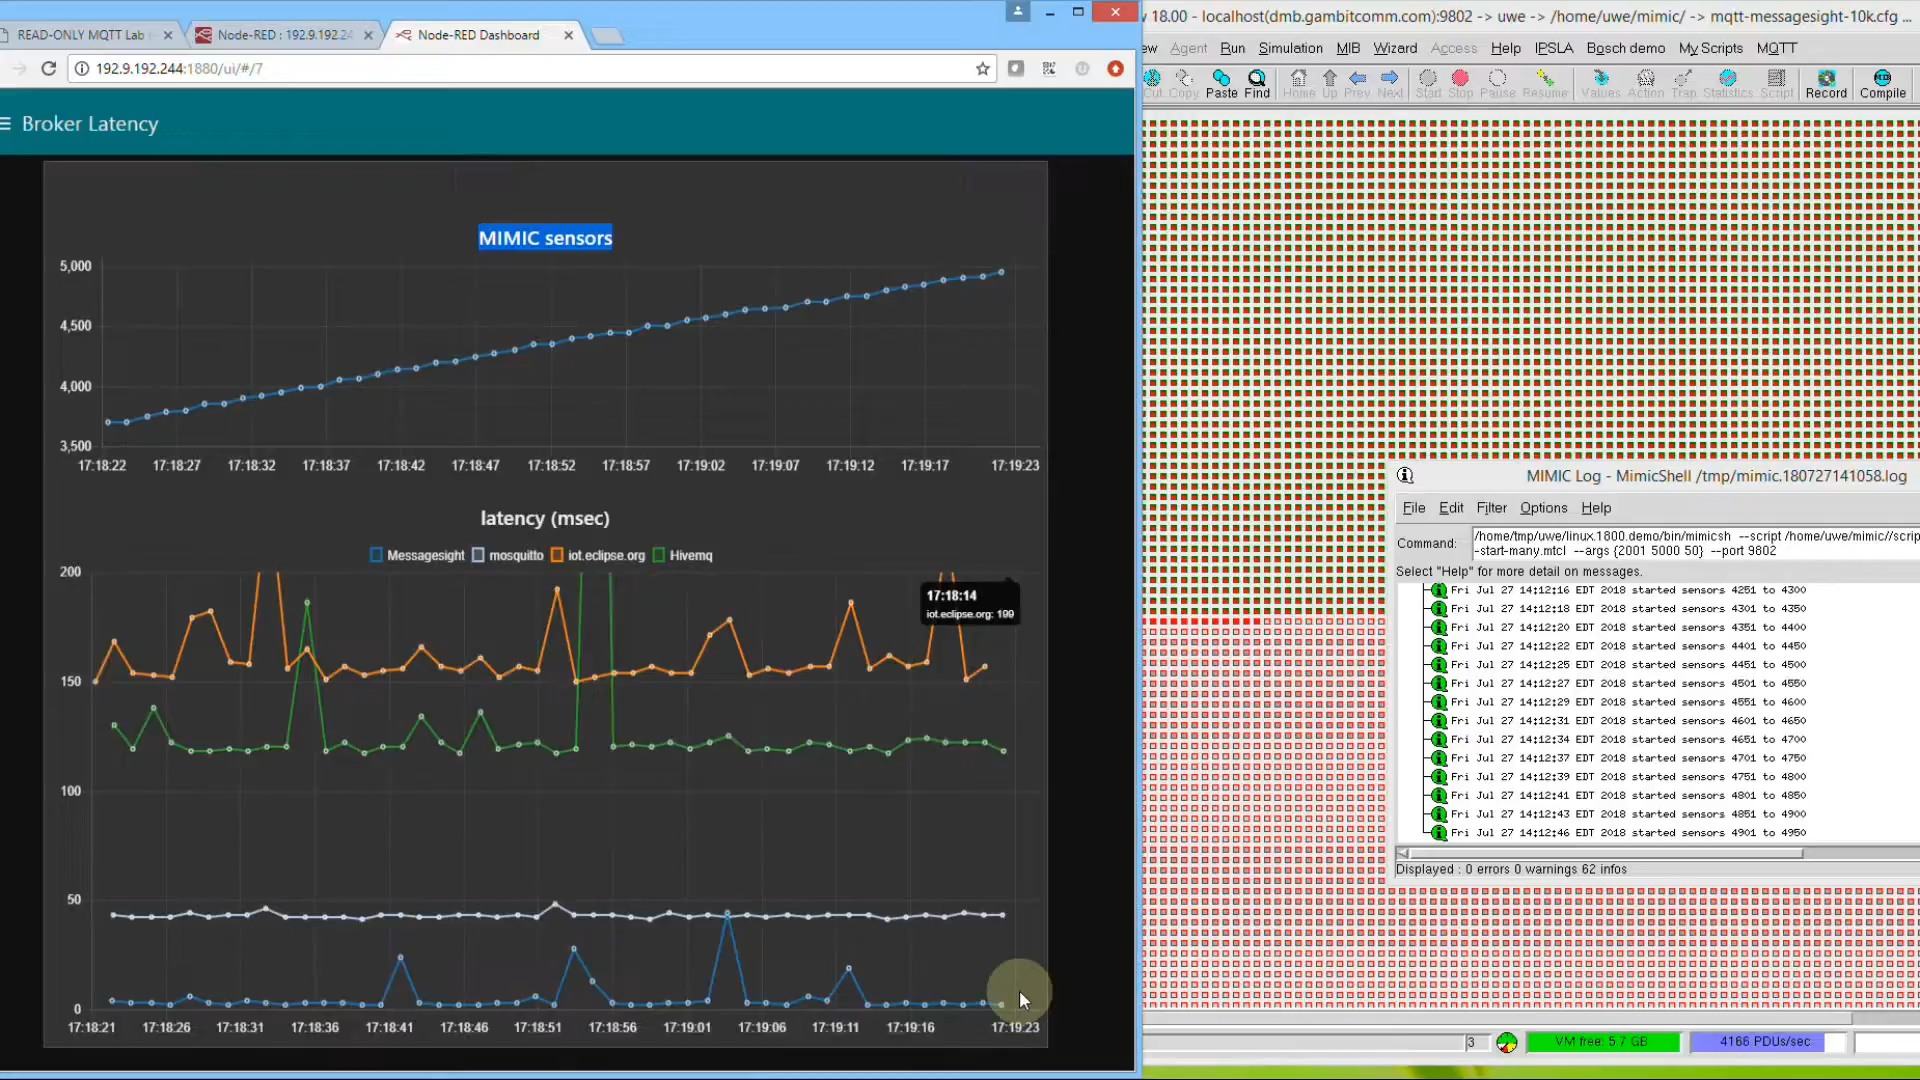 READ-ONLY MQTT Lab
Node-RED : 192.9.192.24
Node-RED Dashboard
192.9.192.244:1880/ui/#/7
Broker Latency
MIMIC sensors
5,000
4,500
4,000
3,500
17:18:22 17:18:27 17:18:32 17:18:37 17:18:42 17:18:47 17:18:52 17:18:57 17:19:02 17:19:07 17:19:12 17:19:17 17:19:23
latency (msec)
Messagesight mosquitto iot.eclipse.org Hivemq
200
17:18:14
iot.eclipse.org: 199
150
100
50
0
17:18:21 17:18:26 17:18:31 17:18:36 17:18:41 17:18:46 17:18:51 17:18:56 17:19:01 17:19:06 17:19:11 17:19:16 17:19:23
w 18.00 - localhost(dmb.gambitcomm.com):9802 -> uwe -> /home/uwe/mimic/ -> mqtt-messagesight-10k.cfg ...
ew Agent Run Simulation MIB Wizard Access Help IPSLA Bosch demo My Scripts MQTT
Cut Copy Paste Find Home Up Prev Next Start Stop Pause Resume Values Action Trap Statistics Script Record Compile
MIMIC Log - MimicShell /tmp/mimic.180727141058.log
File Edit Filter Options Help
Command:
/home/tmp/uwe/linux.1800.demo/bin/mimicsh --script /home/uwe/mimic//scrip
-start-many.mtcl --args {2001 5000 50} --port 9802
Select "Help" for more detail on messages.
Fri Jul 27 14:12:16 EDT 2018 started sensors 4251 to 4300
Fri Jul 27 14:12:18 EDT 2018 started sensors 4301 to 4350
Fri Jul 27 14:12:20 EDT 2018 started sensors 4351 to 4400
Fri Jul 27 14:12:22 EDT 2018 started sensors 4401 to 4450
Fri Jul 27 14:12:25 EDT 2018 started sensors 4451 to 4500
Fri Jul 27 14:12:27 EDT 2018 started sensors 4501 to 4550
Fri Jul 27 14:12:29 EDT 2018 started sensors 4551 to 4600
Fri Jul 27 14:12:31 EDT 2018 started sensors 4601 to 4650
Fri Jul 27 14:12:34 EDT 2018 started sensors 4651 to 4700
Fri Jul 27 14:12:37 EDT 2018 started sensors 4701 to 4750
Fri Jul 27 14:12:39 EDT 2018 started sensors 4751 to 4800
Fri Jul 27 14:12:41 EDT 2018 started sensors 4801 to 4850
Fri Jul 27 14:12:43 EDT 2018 started sensors 4851 to 4900
Fri Jul 27 14:12:46 EDT 2018 started sensors 4901 to 4950
Displayed : 0 errors 0 warnings 62 infos
3
VM free: 5.7 GB
4166 PDUs/sec